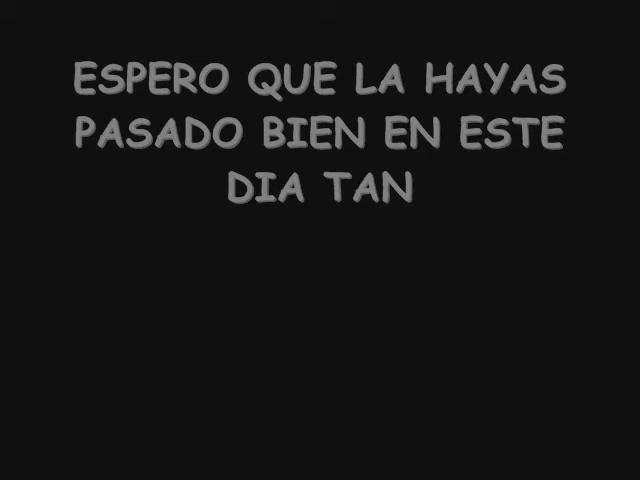 ESPERO QUE LA HAYAS
PASADO BIEN EN ESTE
DIA TAN